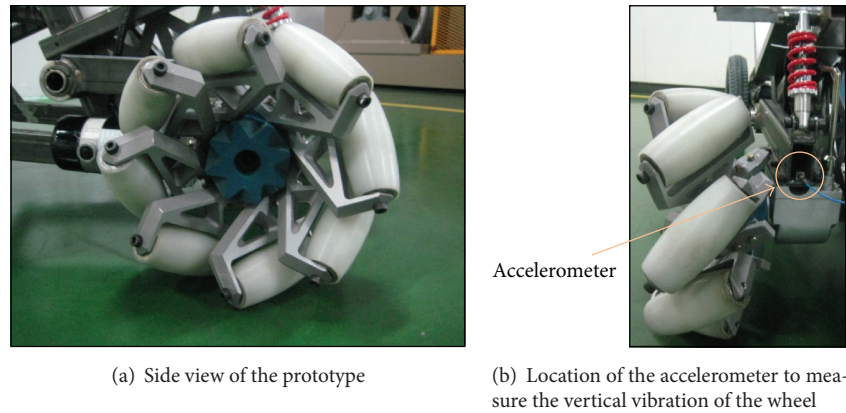 Accelerometer
(a) Side view of the prototype
(b) Location of the accelerometer to mea-
sure the vertical vibration of the wheel